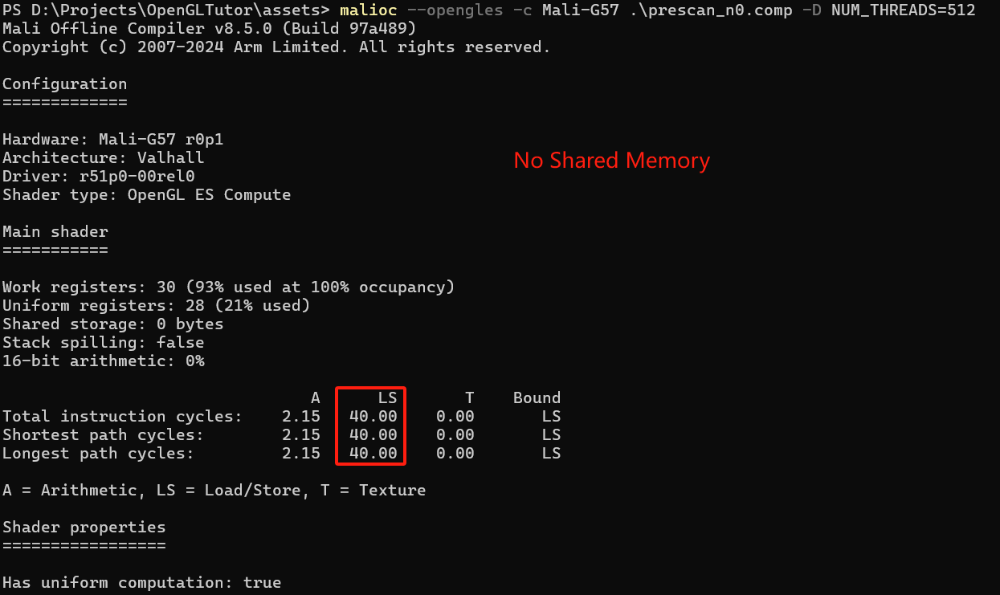 PS D:\Projects\OpenGLTutor\assets> malioc --opengles -c Mali-G57 .\prescan_n0.comp -D NUM_THREADS=512
Mali Offline Compiler v8.5.0 (Build 97a489)
Copyright (c) 2007-2024 Arm Limited. All rights reserved.
Configuration
=============
Hardware: Mali-G57 r0p1
No Shared Memory
Architecture: Valhall
Driver: r51p0-00rel0
Shader type: OpenGL ES Compute
Main shader
===========
Work registers: 30 (93% used at 100% occupancy)
Uniform registers: 28 (21% used)
Shared storage: 0 bytes
Stack spilling: false
16-bit arithmetic: 0%
A LS T Bound
Total instruction cycles: 2.15 40.00 0.00 LS
Shortest path cycles: 2.15 40.00 0.00 LS
Longest path cycles: 2.15 40.00 0.00 LS
A = Arithmetic, LS = Load/Store, T = Texture
Shader properties
=================
Has uniform computation: true